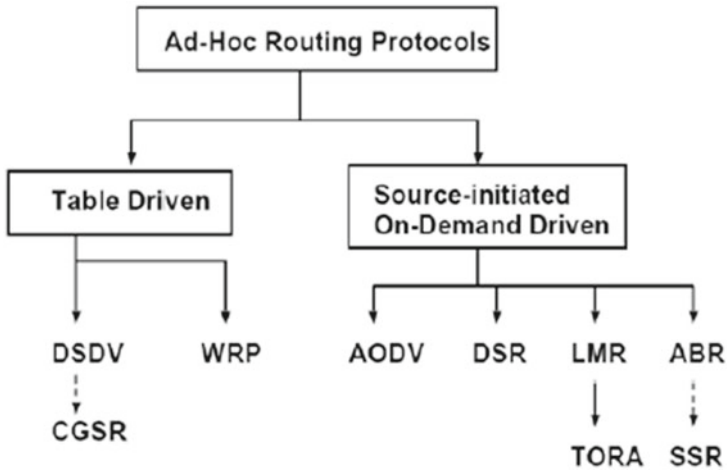 Ad-Hoc Routing Protocols
Table Driven
Source-initiated
On-Demand Driven
DSDV
WRP
AODV
DSR
LMR
ABR
CGSR
TORA
SSR